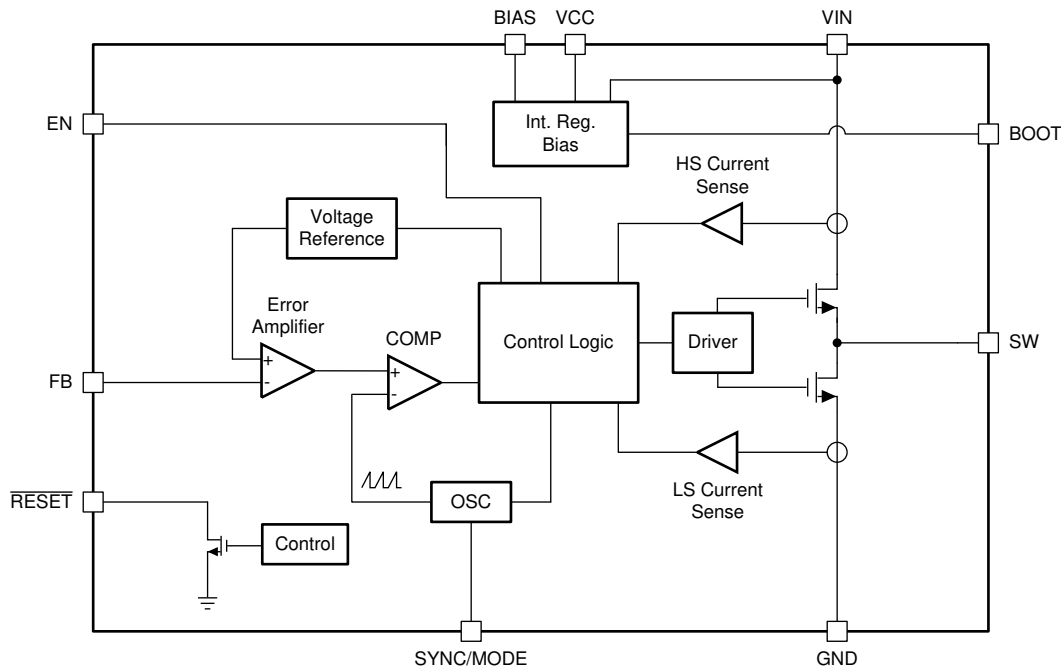 BIAS
VCC
VIN
EN
Int. Reg.
Bias
BOOT
HS Current
Sense
Voltage
Reference
Error
Amplifier
COMP
Control Logic
Driver
SW
+
-
+
-
FB
LS Current
Sense
RESET
OSC
Control
SYNC/MODE
GND